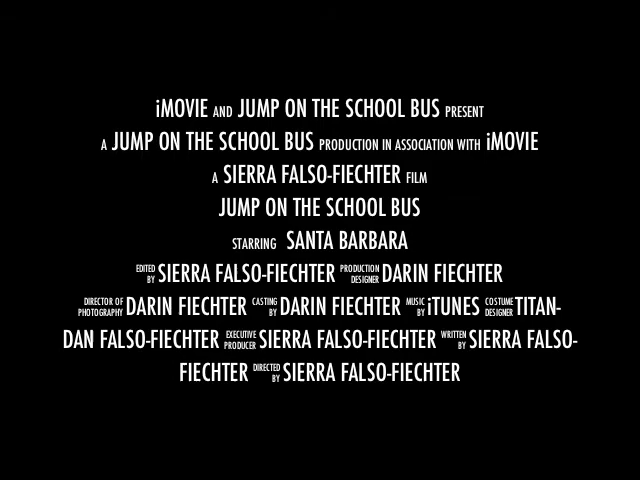 iMOVIE AND JUMP ON THE SCHOOL BUS PRESENT
A JUMP ON THE SCHOOL BUS PRODUCTION IN ASSOCIATION WITH iMOVIE
A SIERRA FALSO-FIECHTER FILM
JUMP ON THE SCHOOL BUS
STARRING SANTA BARBARA
EDITED BY SIERRA FALSO-FIECHTER PRODUCTION DESIGNER DARIN FIECHTER
DIRECTOR OF PHOTOGRAPHY DARIN FIECHTER CASTING BY DARIN FIECHTER MUSIC BY iTUNES COSTUME DESIGNER TITAN-
DAN FALSO-FIECHTER EXECUTIVE PRODUCER SIERRA FALSO-FIECHTER WRITTEN BY SIERRA FALSO-
FIECHTER DIRECTED BY SIERRA FALSO-FIECHTER